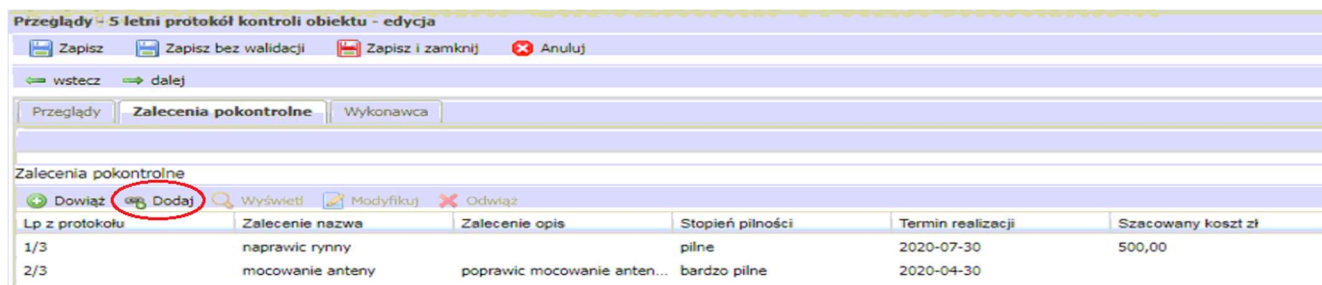 Przeglądy - 5 letni protokół kontroli obiektu - edycja
Zapisz Zapisz bez walidacji Zapisz i zamknij Anuluj
wstecz dalej
Przeglądy Zalecenia pokontrolne Wykonawca
Zalecenia pokontrolne
Dowiąż Dodaj Wyświetl Modyfikuj Odwiąż
Lp z protokołu Zalecenie nazwa Zalecenie opis Stopień pilności Termin realizacji Szacowany koszt zł
1/3 naprawic rynny pilne 2020-07-30 500,00
2/3 mocowanie anteny poprawic mocowanie anten... bardzo pilne 2020-04-30